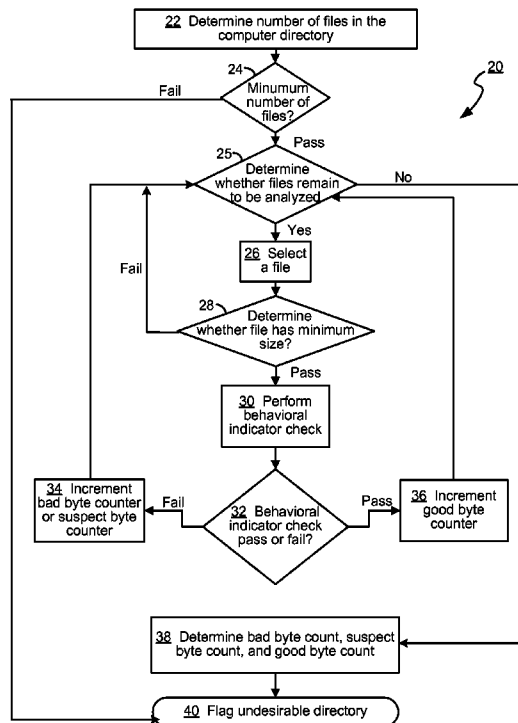 22 Determine number of files in the
computer directory
24
20
Fail
Minumum
number of
files?
Pass
25
Determine
whether files remain
to be analyzed
No
Yes
Fail
26 Select
a file
28
Determine
whether file has minimum
size?
Pass
30 Perform
behavioral
indicator check
34 Increment
bad byte counter
or suspect byte
counter
Fail
32 Behavioral
indicator check
pass or fail?
Pass
36 Increment
good byte
counter
38 Determine bad byte count, suspect
byte count, and good byte count
40 Flag undesirable directory